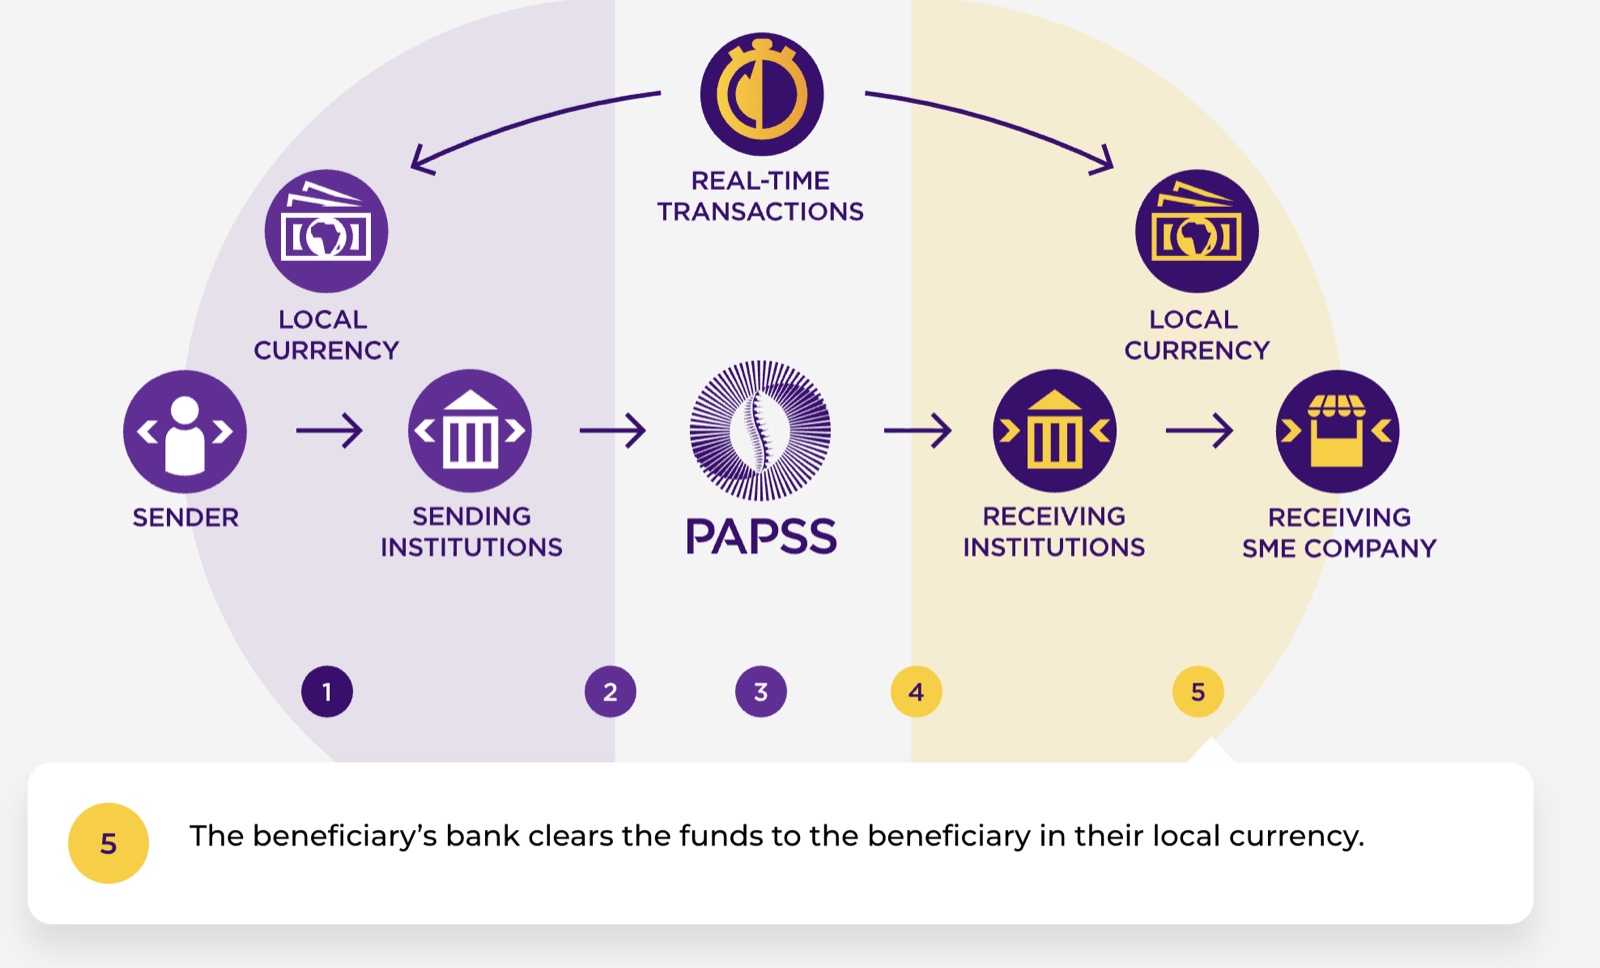 REAL-TIME
TRANSACTIONS
LOCAL
CURRENCY
LOCAL
CURRENCY
SENDER
SENDING
INSTITUTIONS
PAPSS
RECEIVING
INSTITUTIONS
RECEIVING
SME COMPANY
1
2
3
4
5
5
The beneficiary’s bank clears the funds to the beneficiary in their local currency.